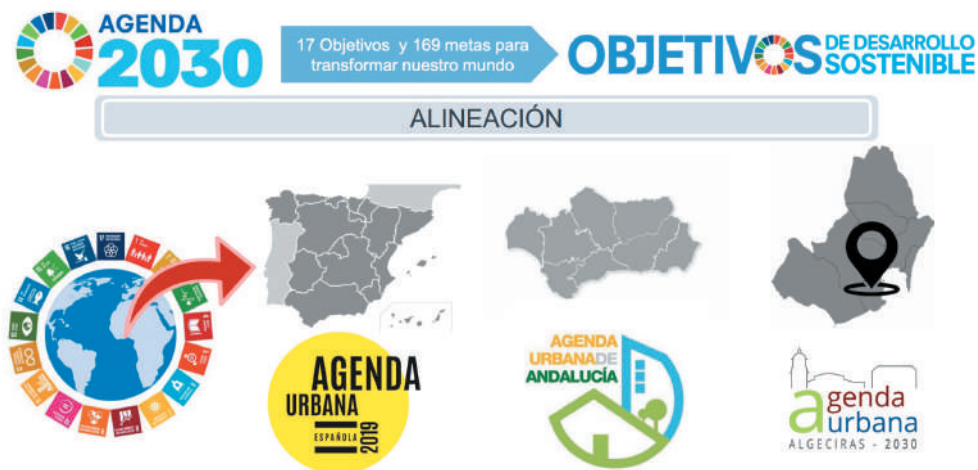 AGENDA
2030
17 Objetivos y 169 metas para
transformar nuestro mundo
OBJETIVOS
DE DESARROLLO
SOSTENIBLE
ALINEACIÓN
AGENDA
URBANA
ESPAÑOLA
2019
AGENDA
URBANA DE
ANDALUCÍA
agenda
urbana
ALGECIRAS - 2030